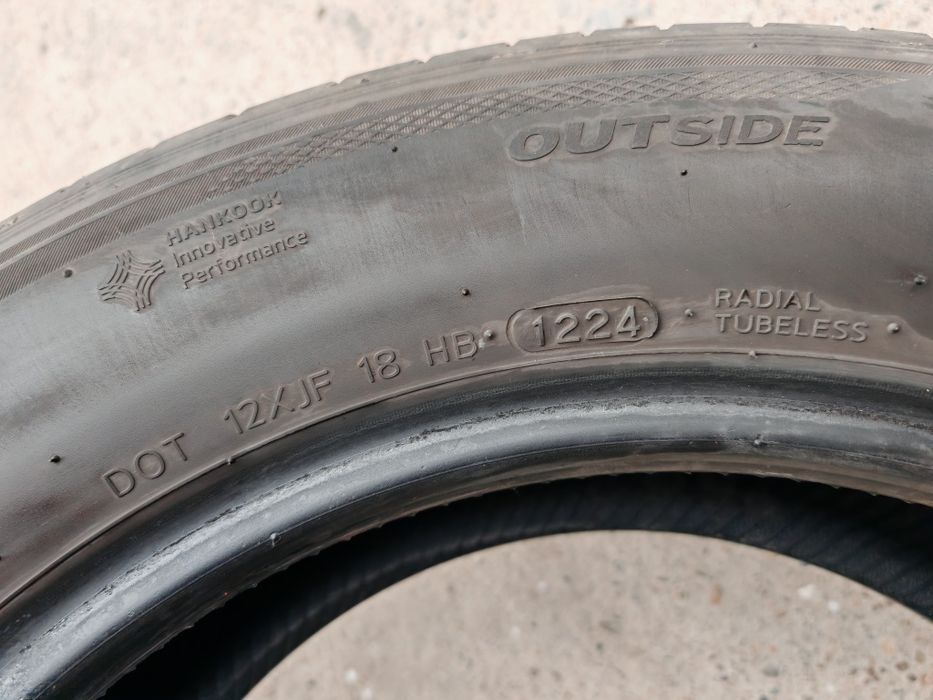 OUTSIDE
HANKOOK
Innovative
Performance
DOT 12XJF 18 HB 1224
RADIAL
TUBELESS